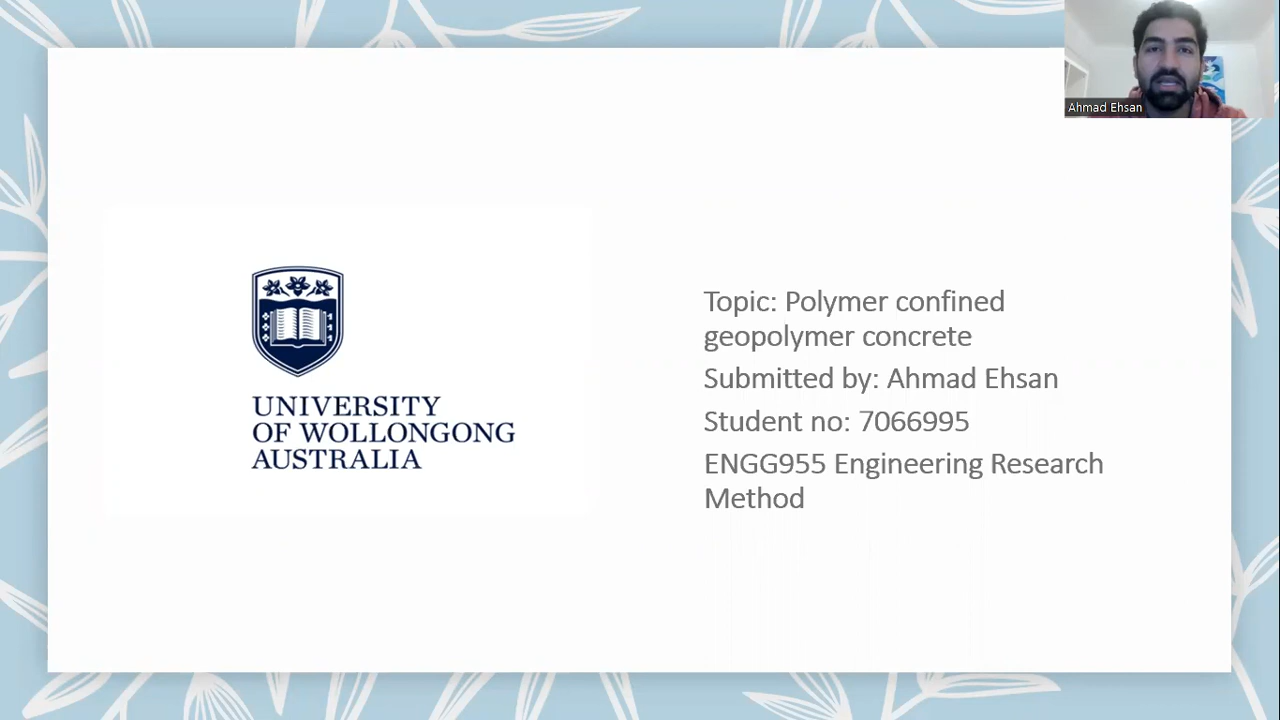 Ahmad Ehsan
UNIVERSITY
OF WOLLONGONG
AUSTRALIA
Topic: Polymer confined
geopolymer concrete
Submitted by: Ahmad Ehsan
Student no: 7066995
ENGG955 Engineering Research
Method